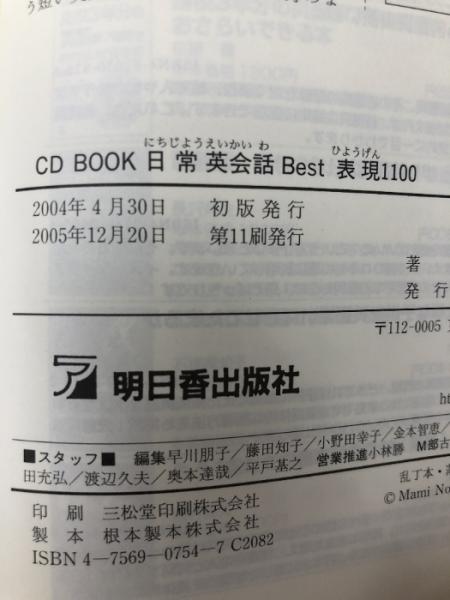 にちじようえいかい わ ひょうげん
CD BOOK 日 常 英会話 Best 表 現1100
2004年 4 月30日 初 版 発 行
2005年12月20日 第11刷発行
著
発 行
〒112-0005
ア 明日香出版社
■スタッフ■ 編集早川朋子／藤田知子／小野田幸子／金本智恵／
田充弘／渡辺久夫／奥本達哉／平戸基之 営業推進小林勝 M部古
乱丁本・
© Mami No
印 刷 三松堂印刷株式会社
製 本 根本製本株式会社
ISBN 4—7569—0754—7 C2082